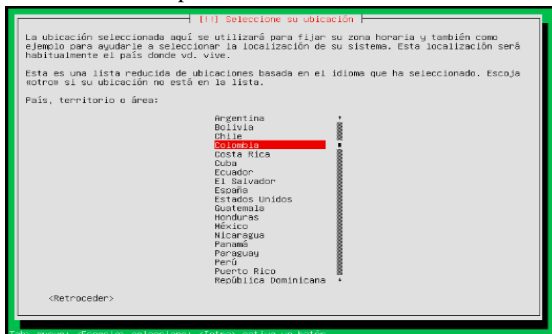 [!!] Seleccione su ubicación
La ubicación seleccionada aquí se utilizará para fijar su zona horaria y también como
ejemplo para ayudarle a seleccionar la localización de su sistema. Esta localización será
habitualmente el país donde vd. vive.
Esta es una lista reducida de ubicaciones basada en el idioma que ha seleccionado. Escoja
«otro» si su ubicación no está en la lista.
País, territorio o área:
Argentina
Bolivia
Chile
Colombia
Costa Rica
Cuba
Ecuador
El Salvador
España
Estados Unidos
Guatemala
Honduras
México
Nicaragua
Panamá
Paraguay
Perú
Puerto Rico
República Dominicana
<Retroceder>